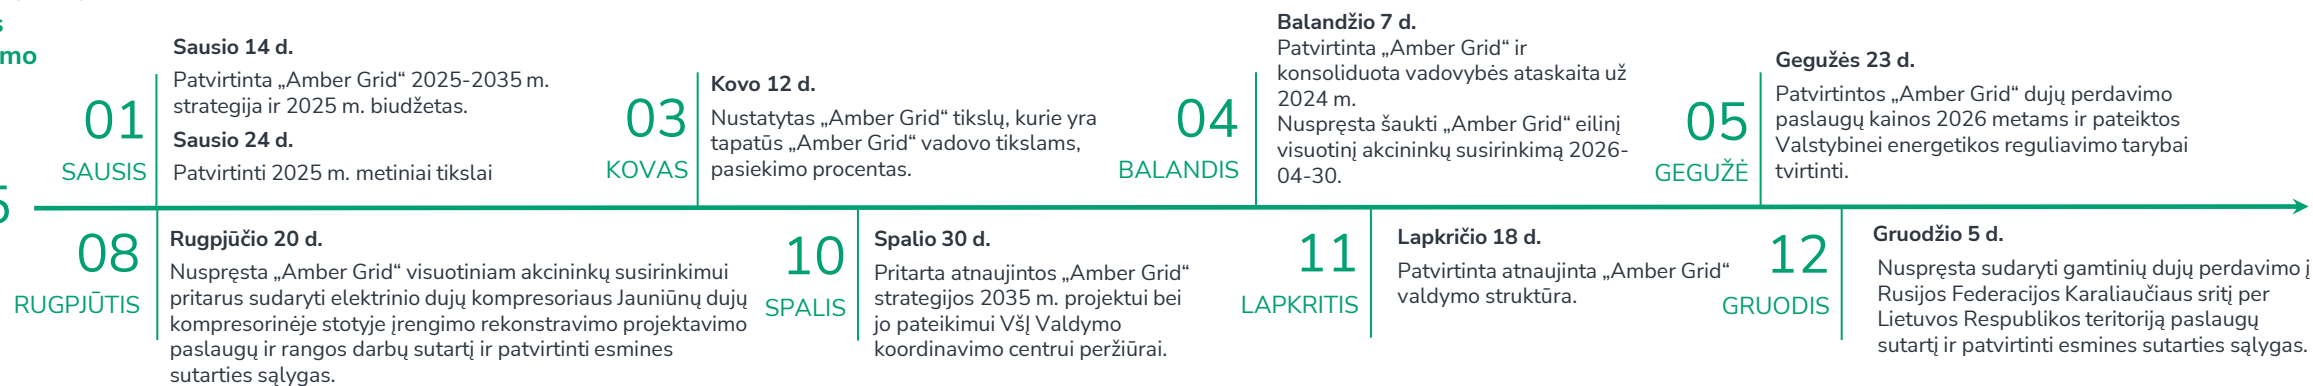 s
mo
5
01
SAUSIS
Sausio 14 d.
Patvirtinta „Amber Grid“ 2025-2035 m.
strategija ir 2025 m. biudžetas.
Sausio 24 d.
Patvirtinti 2025 m. metiniai tikslai
03
KOVAS
Kovo 12 d.
Nustatytas „Amber Grid“ tikslų, kurie yra
tapatūs „Amber Grid“ vadovo tikslams,
pasiekimo procentas.
04
BALANDIS
Balandžio 7 d.
Patvirtinta „Amber Grid“ ir
konsoliduota vadovybės ataskaita už
2024 m.
Nuspręsta šaukti „Amber Grid“ eilinį
visuotinį akcininkų susirinkimą 2026-
04-30.
05
GEGUŽĖ
Gegužės 23 d.
Patvirtintos „Amber Grid“ dujų perdavimo
paslaugų kainos 2026 metams ir pateiktos
Valstybinei energetikos reguliavimo tarybai
tvirtinti.
08
RUGPJŪTIS
Rugpjūčio 20 d.
Nuspręsta „Amber Grid“ visuotiniam akcininkų susirinkimui
pritarus sudaryti elektrinio dujų kompresoriaus Jauniūnų dujų
kompresorinėje stotyje įrengimo rekonstravimo projektavimo
paslaugų ir rangos darbų sutartį ir patvirtinti esmines
sutarties sąlygas.
10
SPALIS
Spalio 30 d.
Pritarta atnaujintos „Amber Grid“
strategijos 2035 m. projektui bei
jo pateikimui VšĮ Valdymo
koordinavimo centrui peržiūrai.
11
LAPKRITIS
Lapkričio 18 d.
Patvirtinta atnaujinta „Amber Grid“
valdymo struktūra.
12
GRUODIS
Gruodžio 5 d.
Nuspręsta sudaryti gamtinių dujų perdavimo į
Rusijos Federacijos Karaliaučiaus sritį per
Lietuvos Respublikos teritoriją paslaugų
sutartį ir patvirtinti esmines sutarties sąlygas.